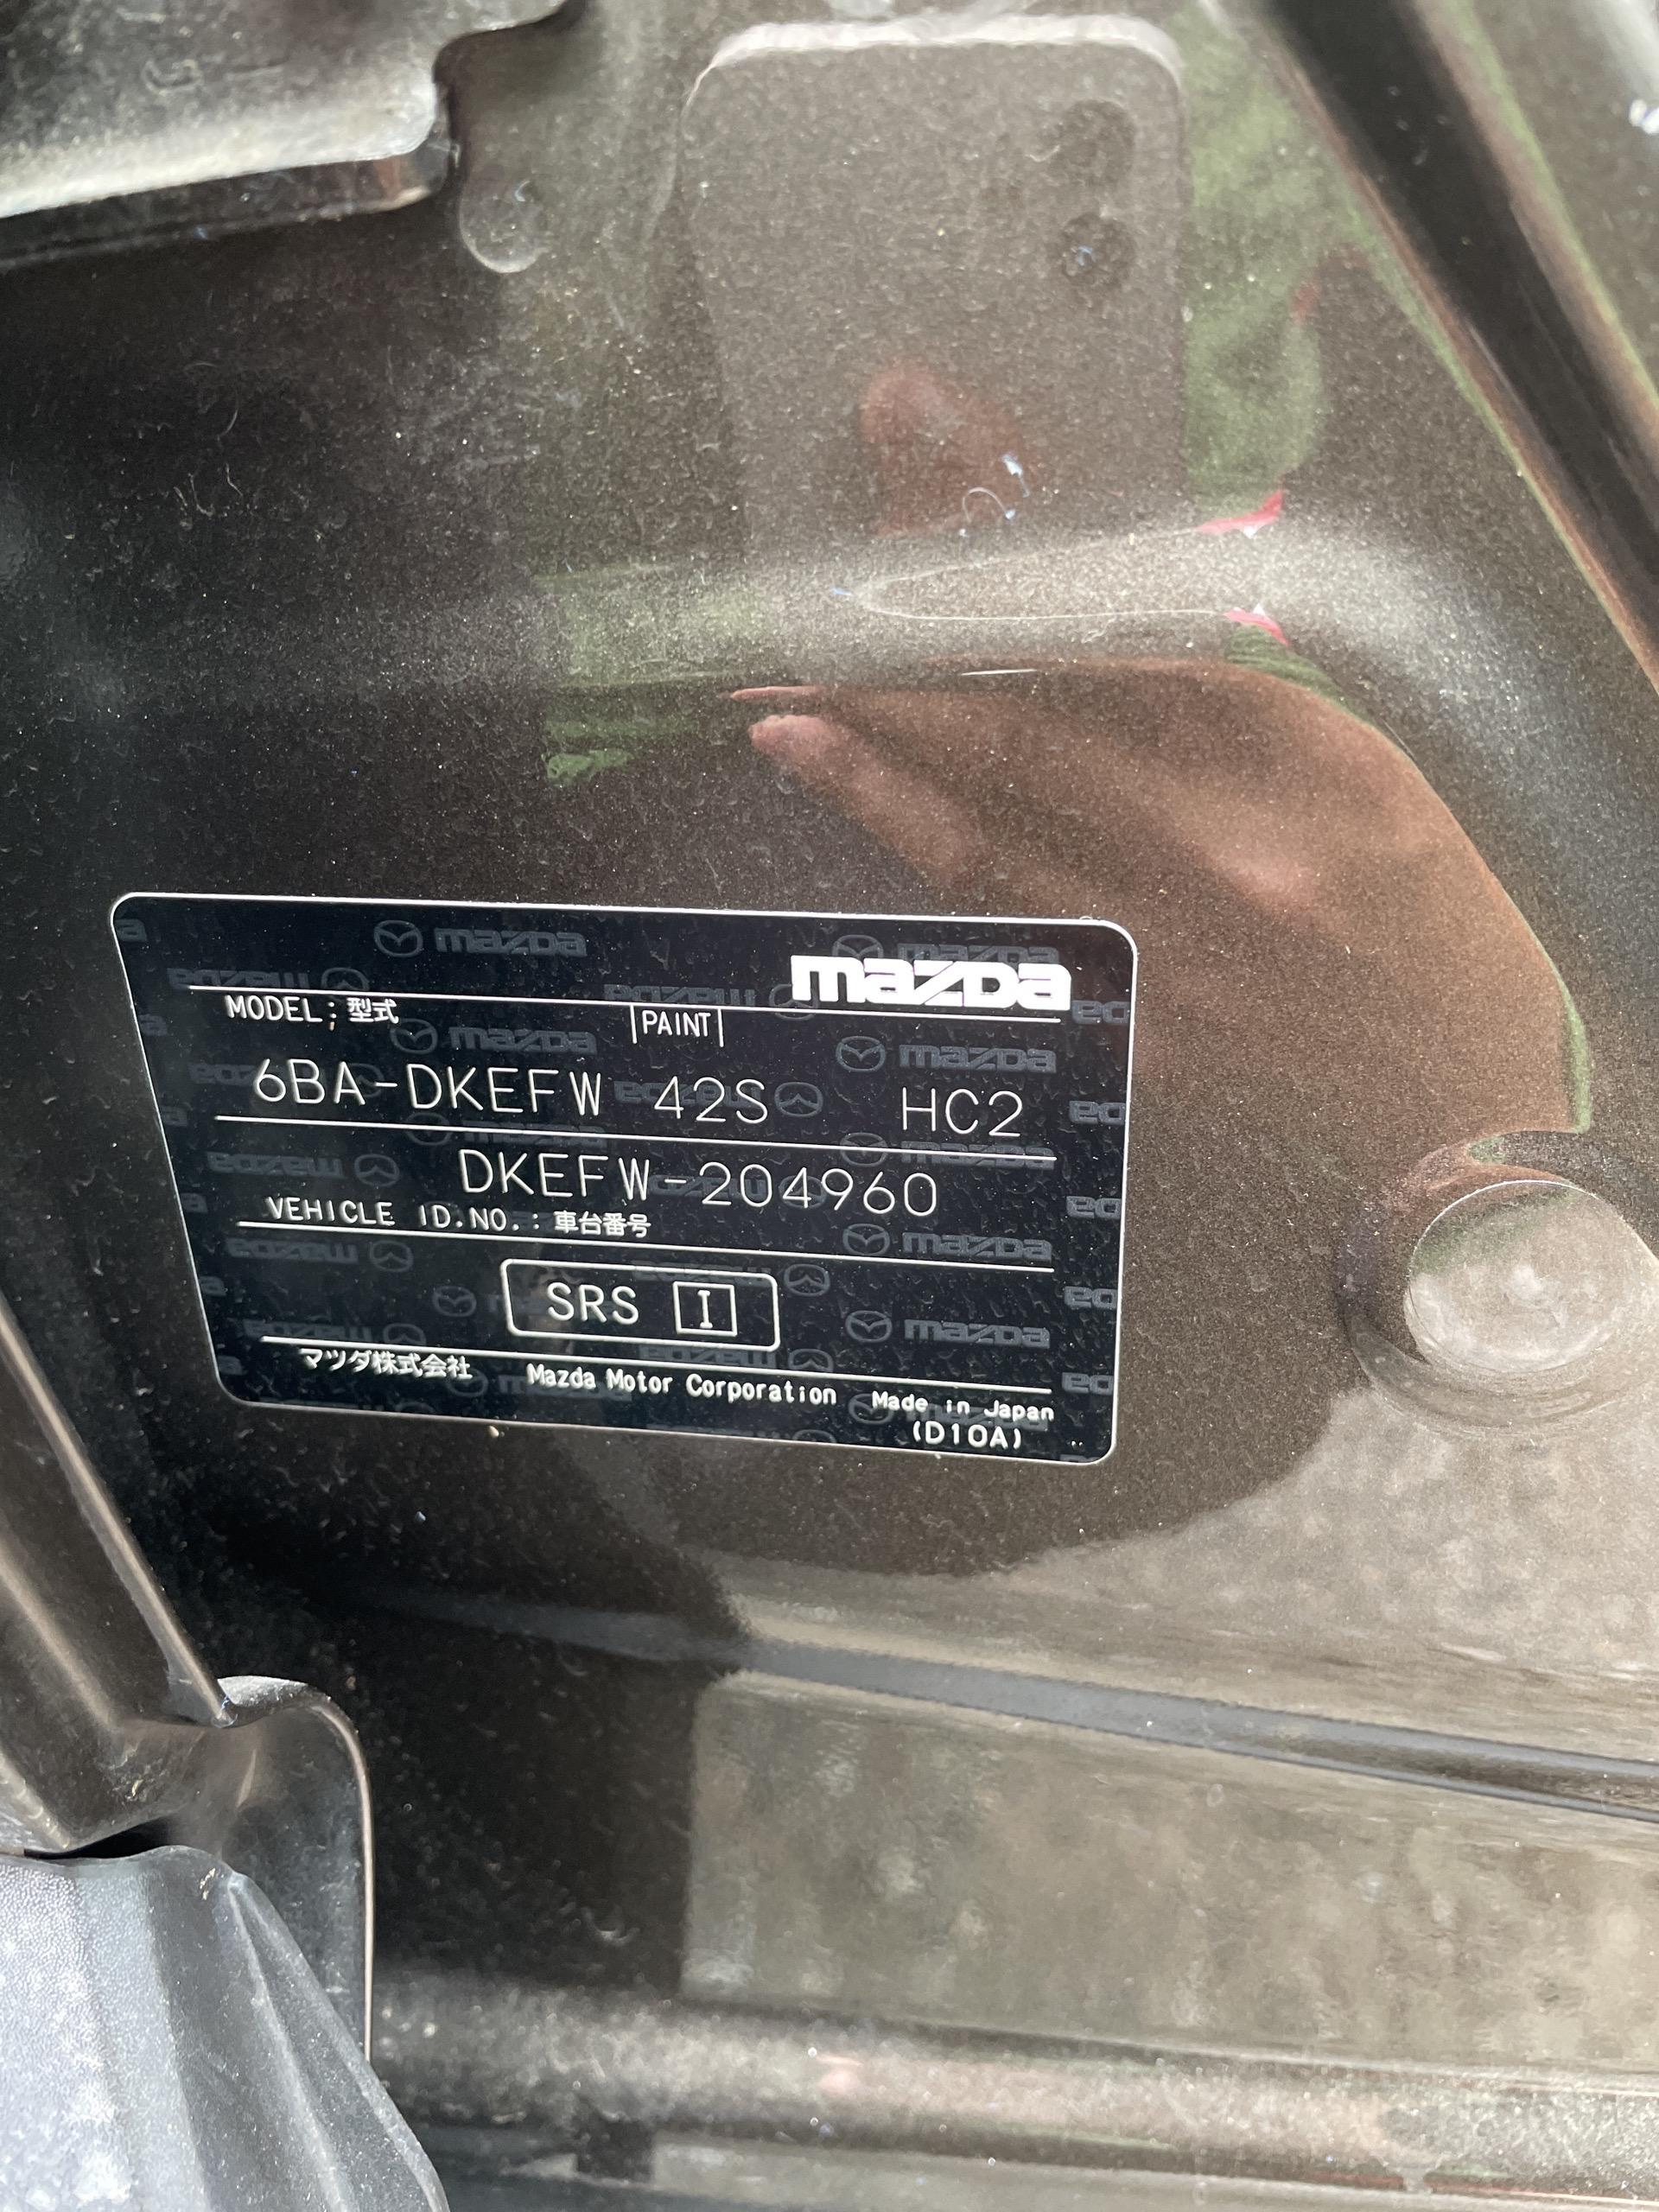 mazda
MODEL ; 型式
PAINT
6BA-DKEFW 42S HC2
DKEFW-204960
VEHICLE ID.NO. : 車台番号
SRS I
マツダ株式会社 Mazda Motor Corporation Made in Japan
(D10A)